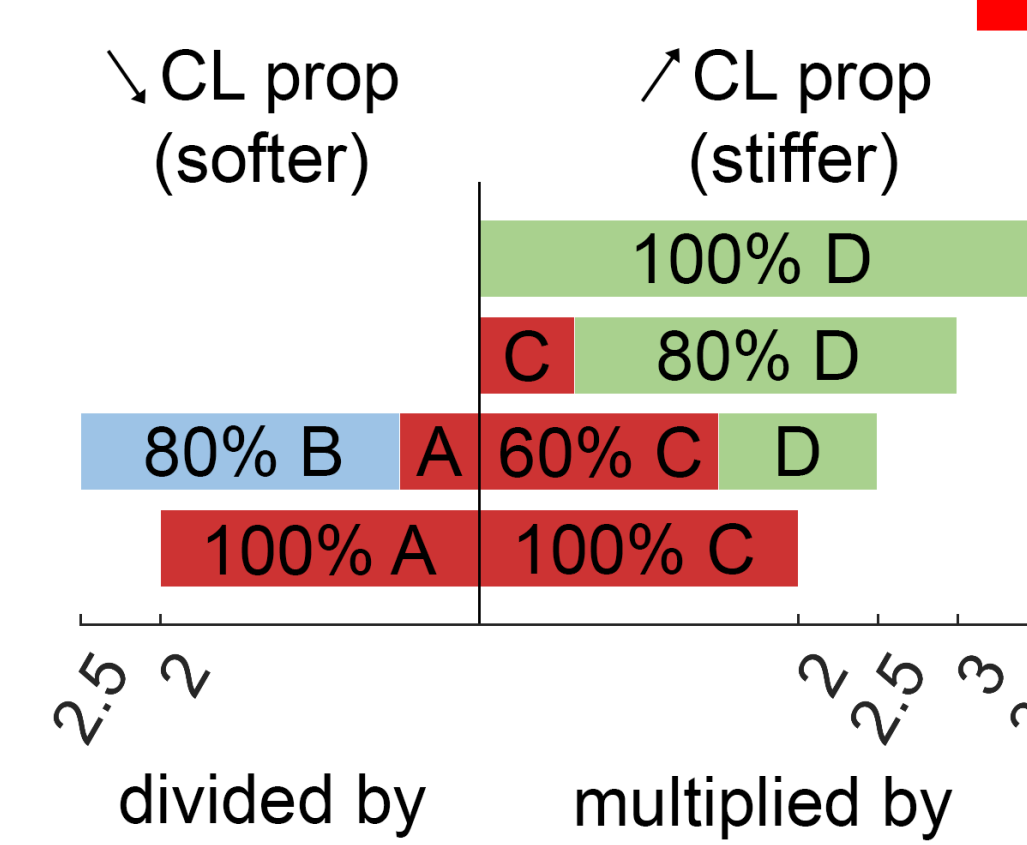 ↘ CL prop
(softer)
↗ CL prop
(stiffer)
100% D
C 80% D
80% B A 60% C D
100% A 100% C
2.5 2 2 2.5 3
divided by
multiplied by